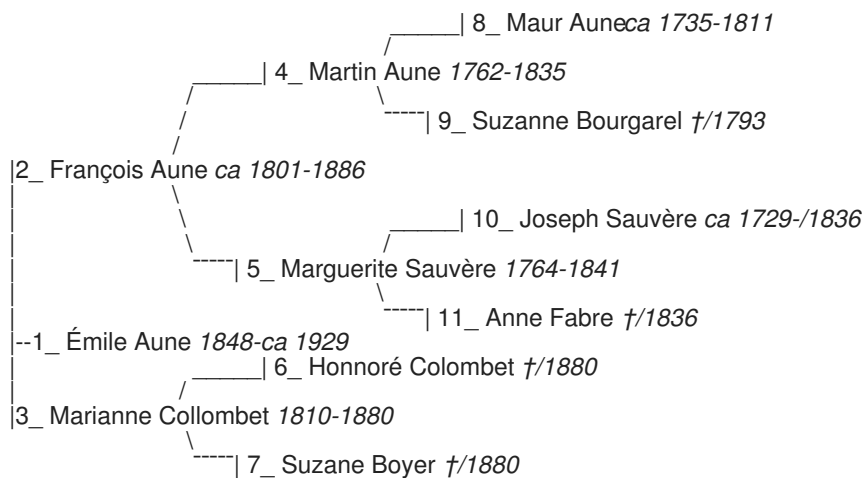 8_ Maur Auneca 1735-1811
4_ Martin Aune 1762-1835
9_ Suzanne Bourgarel †/1793
2_ François Aune ca 1801-1886
10_ Joseph Sauvère ca 1729-/1836
5_ Marguerite Sauvère 1764-1841
11_ Anne Fabre †/1836
--1_ Émile Aune 1848-ca 1929
6_ Honnoré Colombet †/1880
3_ Marianne Collombet 1810-1880
7_ Suzane Boyer †/1880